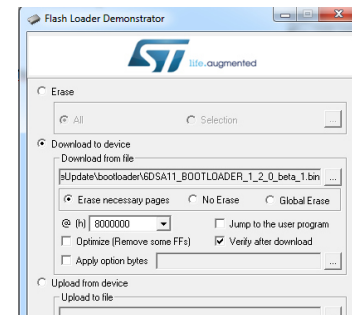 Flash Loader Demonstrator
life.augmented
Erase
All Selection ...
Download to device
Download from file
eUpdate\bootloader\6DSA11_BOOTLOADER_1_2_0_beta_1.bin ...
Erase necessary pages No Erase Global Erase
@ (h) 8000000 Jump to the user program
Optimize (Remove some FFs) Verify after download
Apply option bytes ...
Upload from device
Upload to file